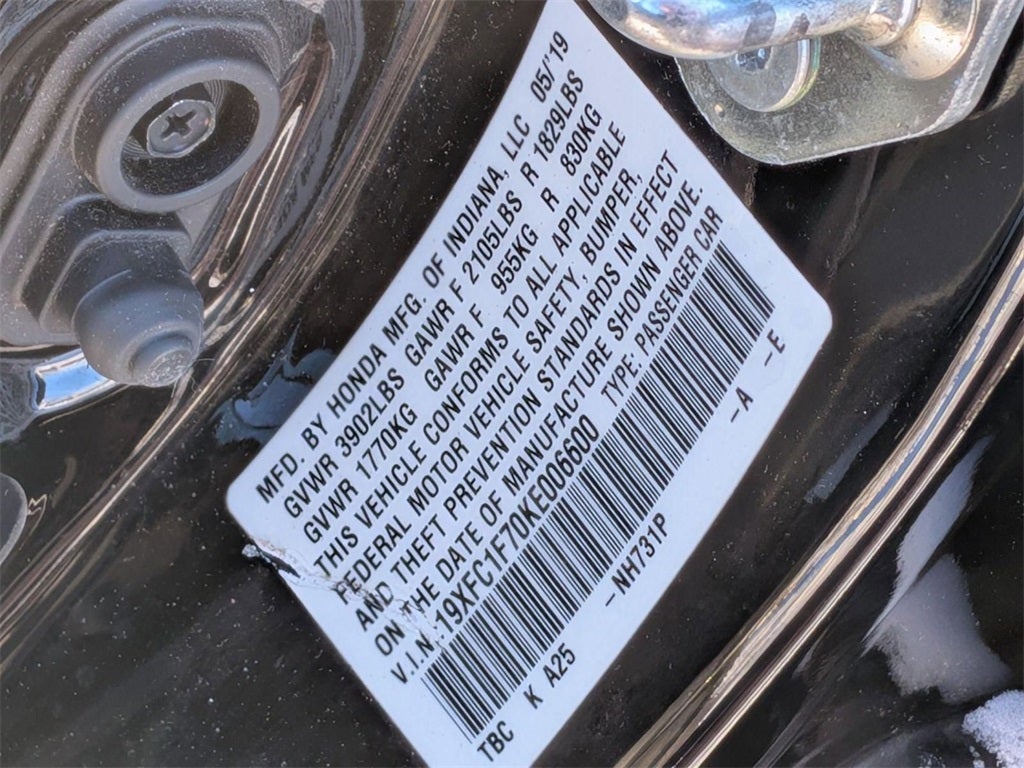 MFD. BY HONDA MFG. OF INDIANA, LLC 05/'19
GVWR 3902LBS GAWR F 2105LBS R 1829LBS
GVWR 1770KG GAWR F 955KG R 830KG
THIS VEHICLE CONFORMS TO ALL APPLICABLE
FEDERAL MOTOR VEHICLE SAFETY, BUMPER,
AND THEFT PREVENTION STANDARDS IN EFFECT
ON THE DATE OF MANUFACTURE SHOWN ABOVE.
V.I.N.:19XFC1F70KE006600 TYPE: PASSENGER CAR
TBC K A25 -NH731P -A -E